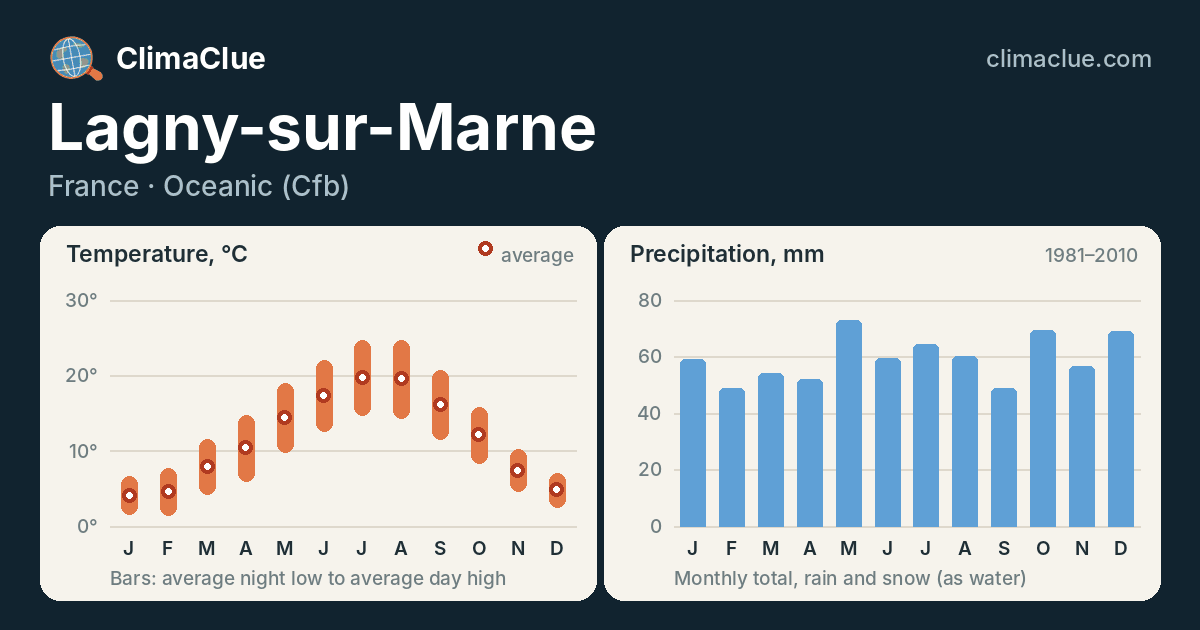 ClimaClue
climaclue.com
Lagny-sur-Marne
France · Oceanic (Cfb)
Temperature, °C
average
30°
20°
10°
0°
J F M A M J J A S O N D
Bars: average night low to average day high
Precipitation, mm
1981–2010
80
60
40
20
0
J F M A M J J A S O N D
Monthly total, rain and snow (as water)